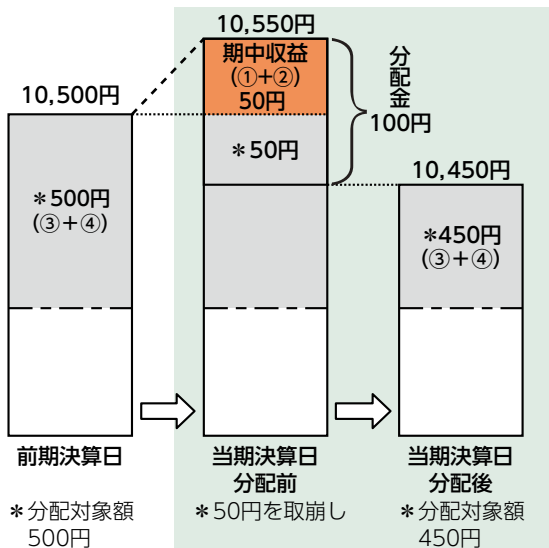 10,550円
期中収益
(①+②)
50円
分配金
100円
10,500円
*50円
10,450円
*500円
(③+④)
*450円
(③+④)
前期決算日
当期決算日
分配前
当期決算日
分配後
*分配対象額
500円
*50円を取崩し
*分配対象額
450円